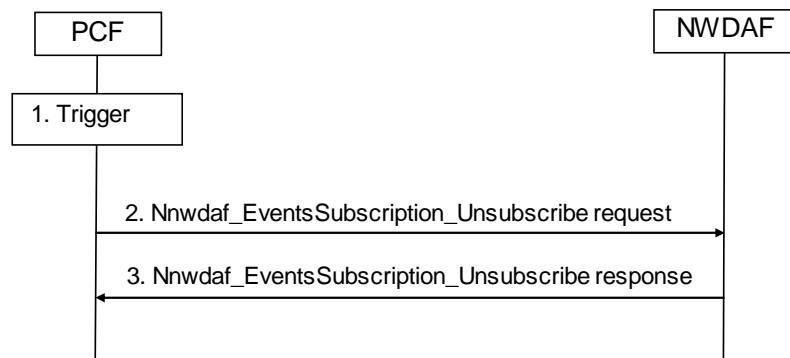 PCF
NWDAF
1. Trigger
2. Nnwdaf_EventsSubscription_Unsubscribe request
3. Nnwdaf_EventsSubscription_Unsubscribe response